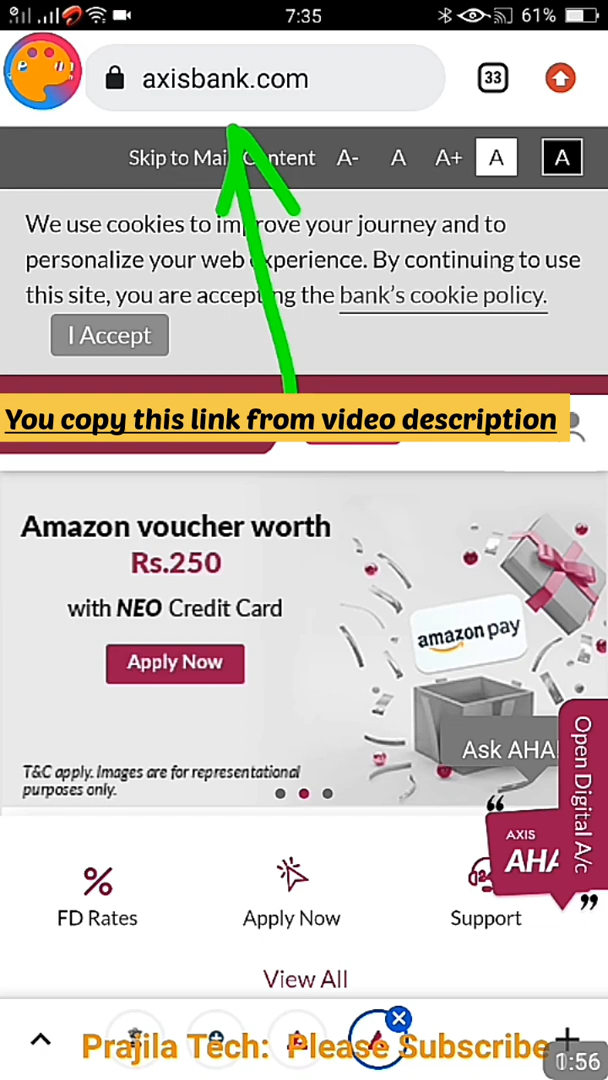 7:35
61%
axisbank.com
33
Skip to Main Content A- A A+ A A
We use cookies to improve your journey and to
personalize your web experience. By continuing to use
this site, you are accepting the bank's cookie policy.
I Accept
You copy this link from video description
Amazon voucher worth
Rs.250
with NEO Credit Card
Apply Now
amazon pay
T&C apply. Images are for representational
purposes only.
Ask AHA!
Open Digital A/c
AXIS
AHA
FD Rates
Apply Now
24
Support
View All
Prajila Tech: Please Subscribe
1:56